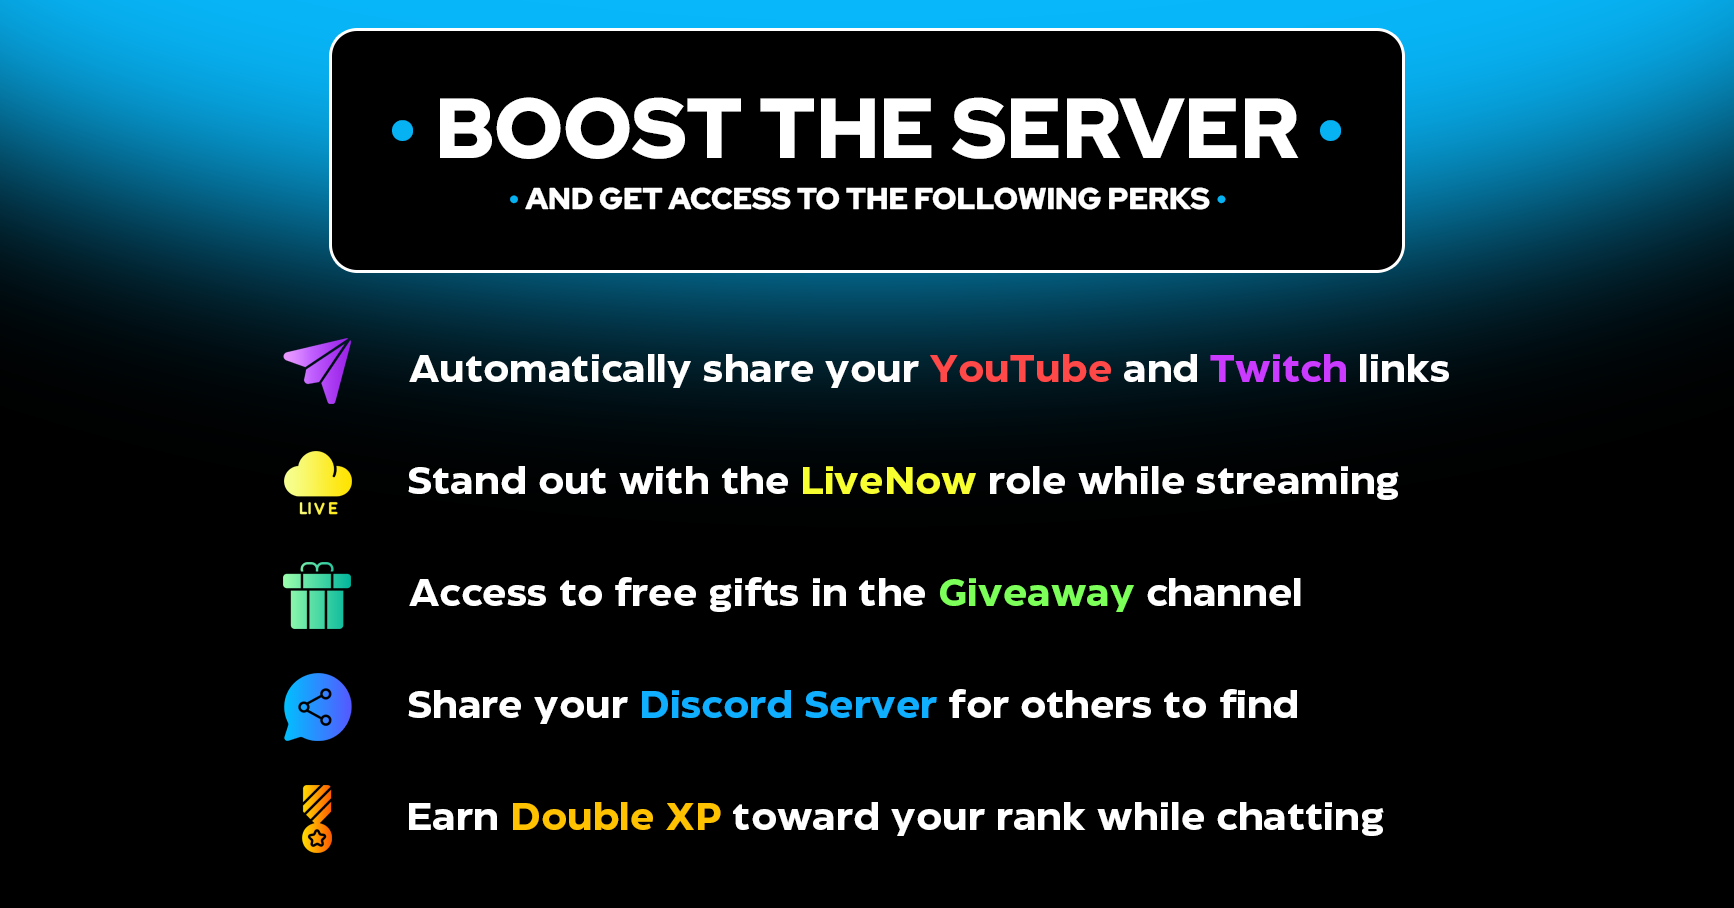 • BOOST THE SERVER •
• AND GET ACCESS TO THE FOLLOWING PERKS •
Automatically share your YouTube and Twitch links
LIVE
Stand out with the LiveNow role while streaming
Access to free gifts in the Giveaway channel
Share your Discord Server for others to find
Earn Double XP toward your rank while chatting